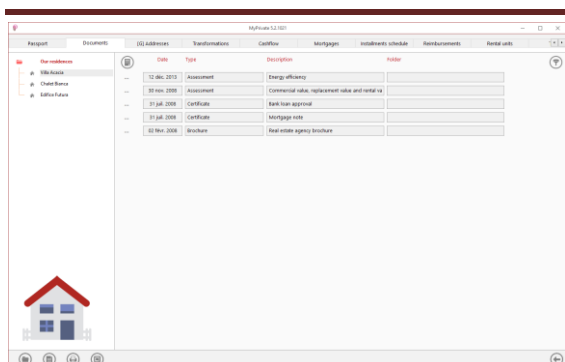 MyPrivate 5.2.1021
Passport Documents (G) Addresses Transformations Cashflow Mortgages Installments schedule Reimbursements Rental units
Our residences
Villa Acacia
Chalet Bianca
Edifice Futura
Date Type Description Folder
... 12 déc. 2013 Assessment Energy efficiency
... 30 nov. 2008 Assessment Commercial value, replacement value and rental va
... 31 juil. 2008 Certificate Bank loan approval
... 31 juil. 2008 Certificate Mortgage note
... 02 févr. 2008 Brochure Real estate agency brochure